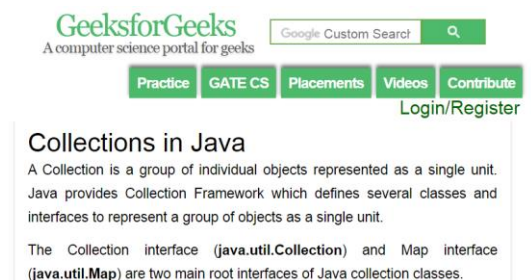 GeeksforGeeks
A computer science portal for geeks
Google Custom Search
Practice GATE CS Placements Videos Contribute
Login/Register
Collections in Java
A Collection is a group of individual objects represented as a single unit.
Java provides Collection Framework which defines several classes and
interfaces to represent a group of objects as a single unit.
The Collection interface (java.util.Collection) and Map interface
(java.util.Map) are two main root interfaces of Java collection classes.